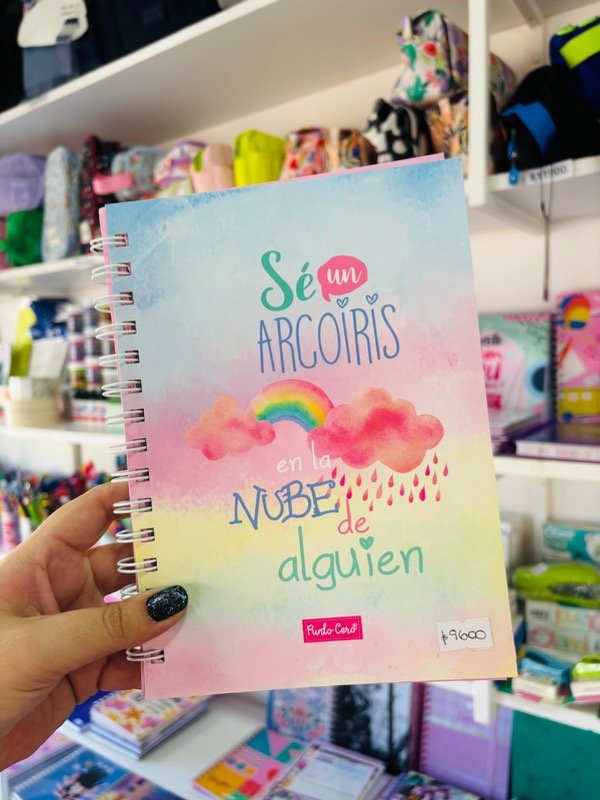 Sé un
ARCOIRIS
en la
NUBE
de
alguien
Punto Cero
$9600